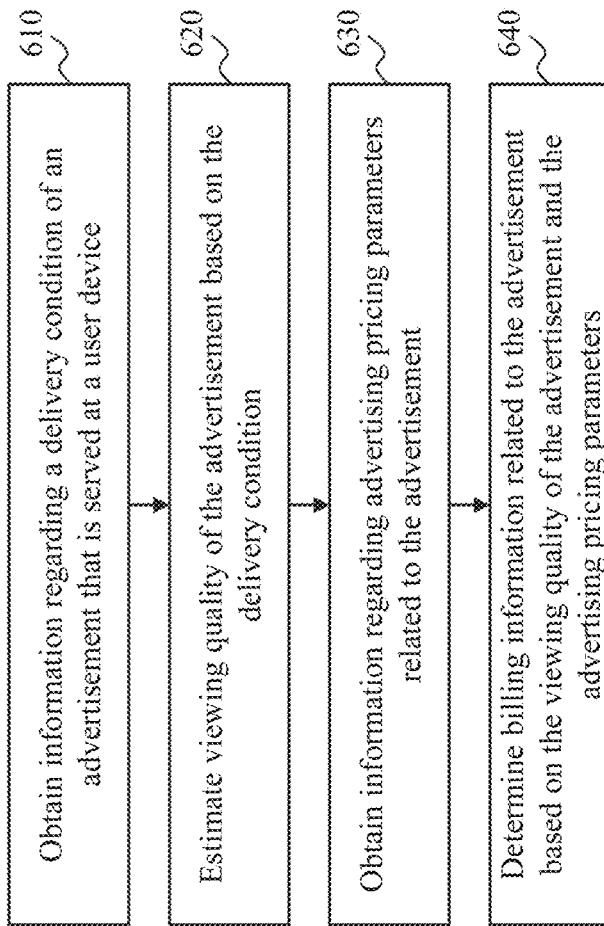 610
Obtain information regarding a delivery condition of an
advertisement that is served at a user device
620
Estimate viewing quality of the advertisement based on the
delivery condition
630
Obtain information regarding advertising pricing parameters
related to the advertisement
640
Determine billing information related to the advertisement
based on the viewing quality of the advertisement and the
advertising pricing parameters